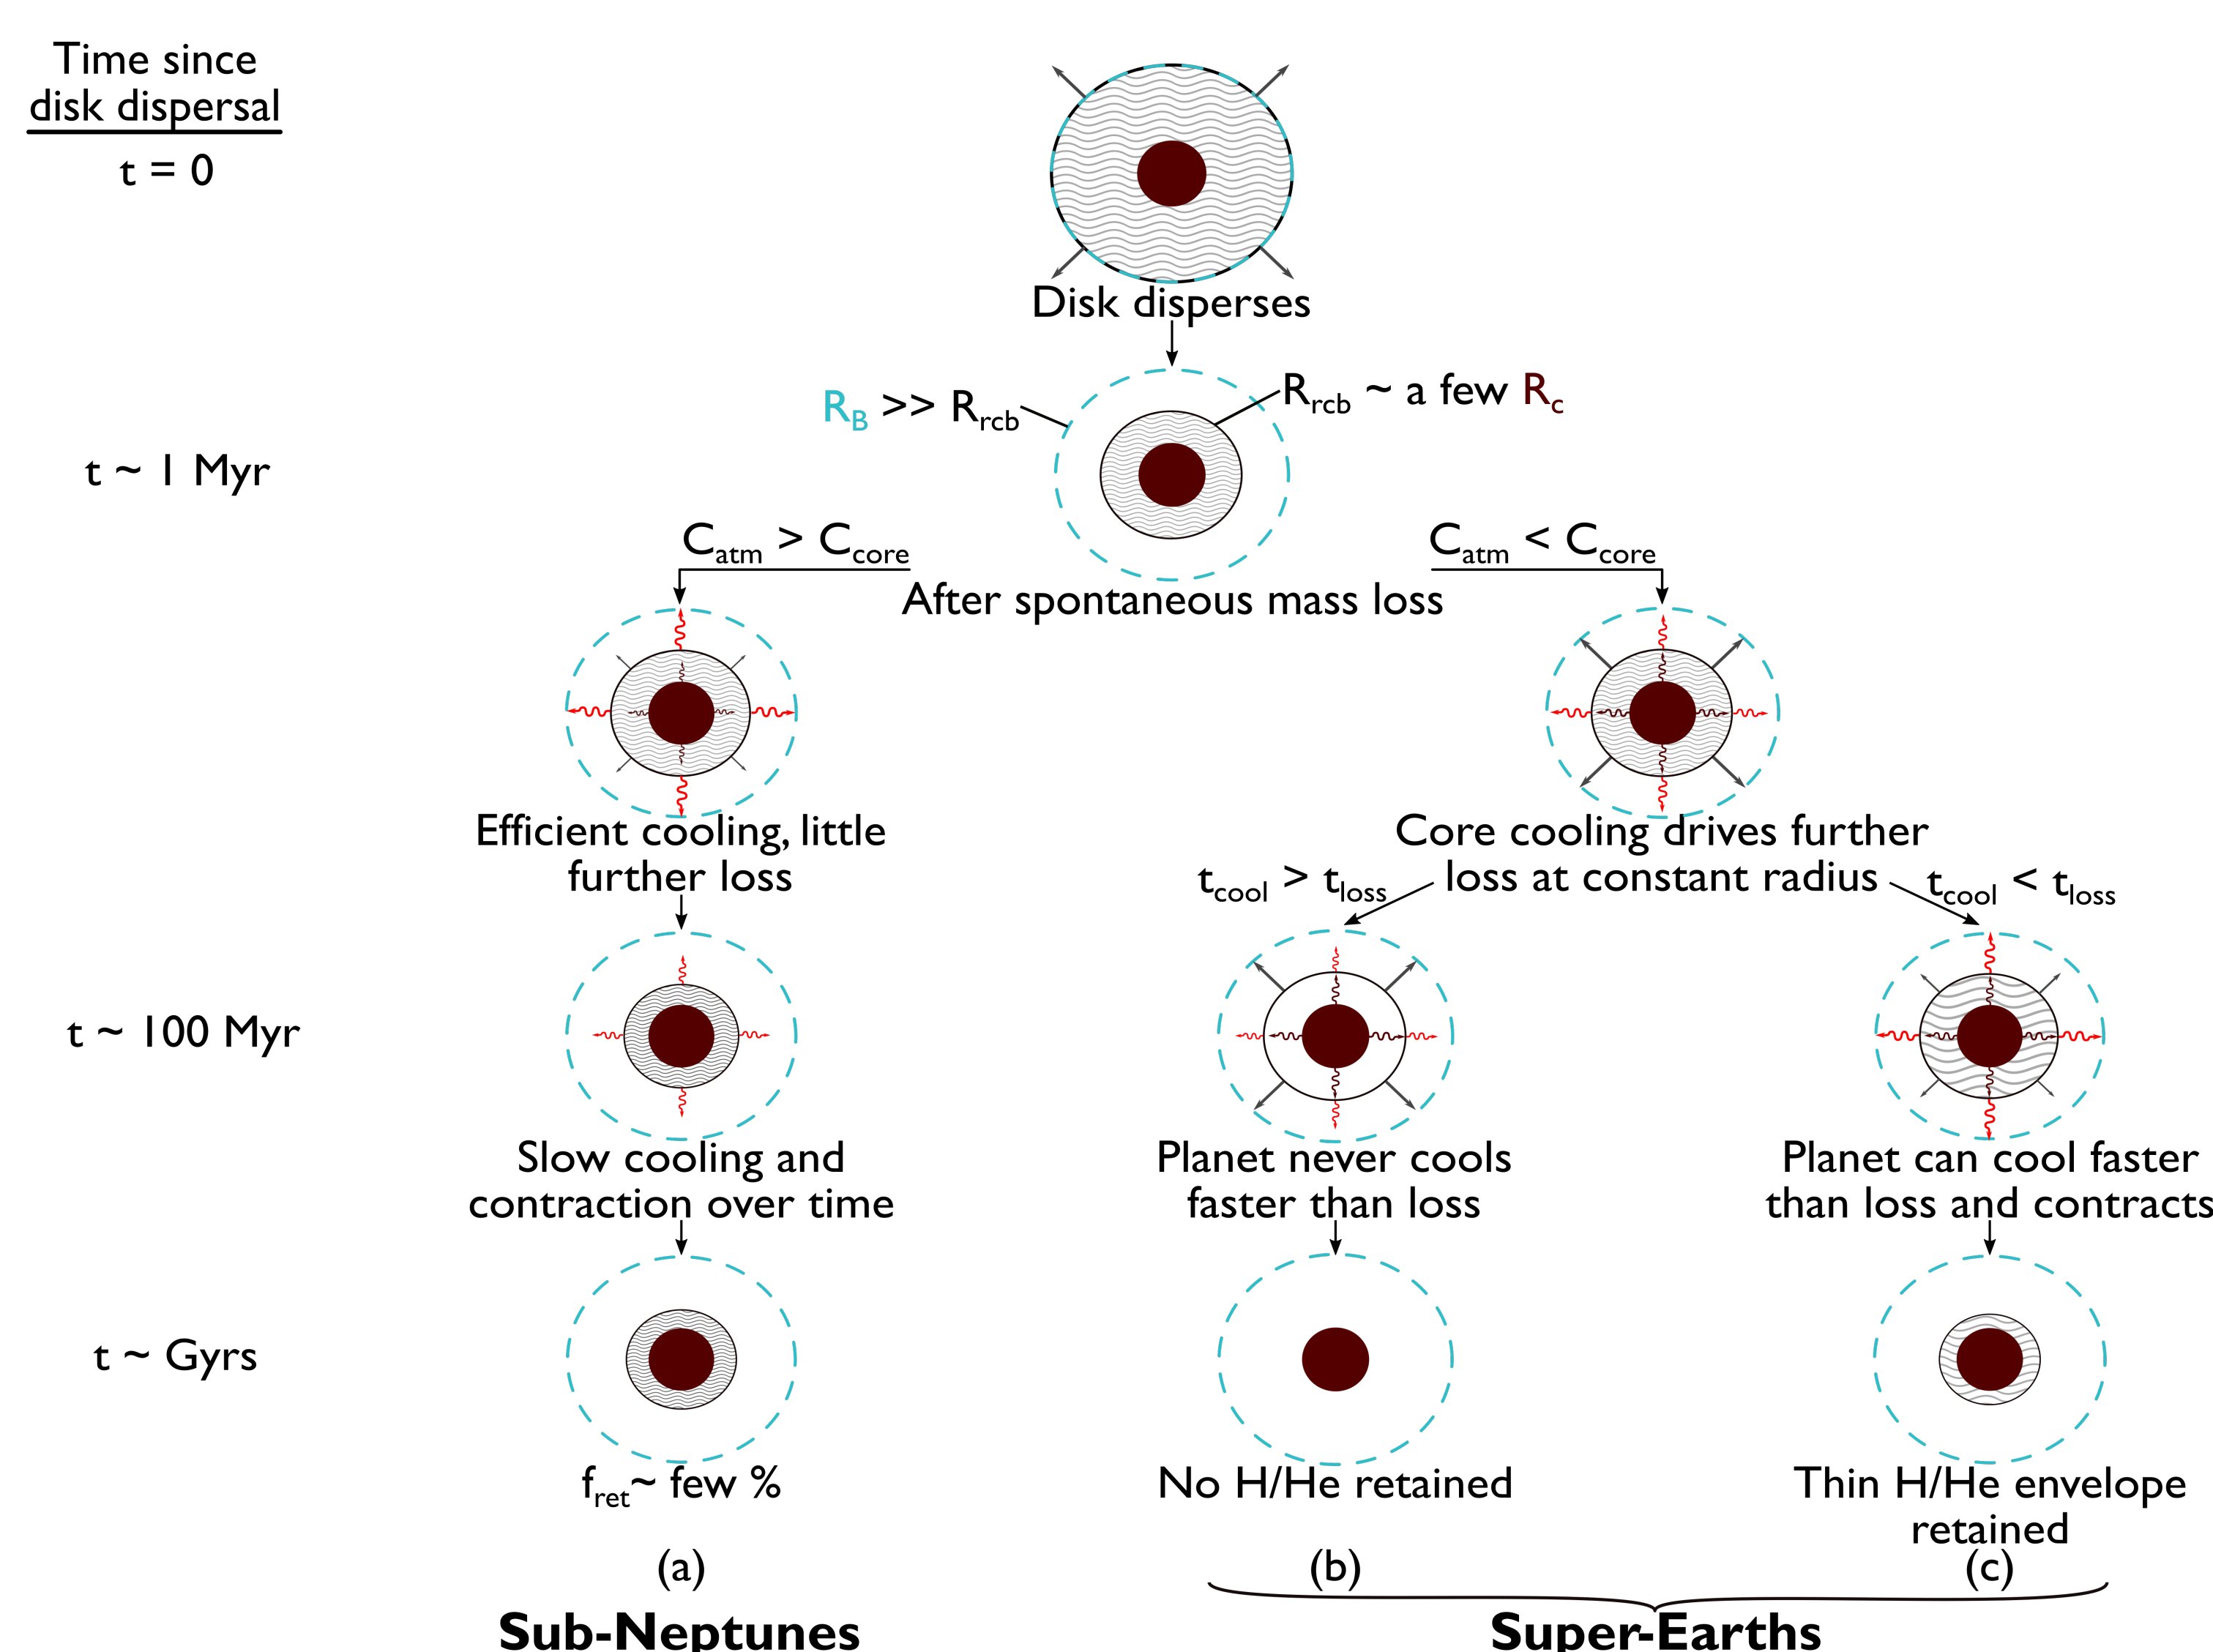 Time since
disk dispersal
t = 0
Disk disperses
R_B >> R_rcb
R_rcb ~ a few R_c
t ~ 1 Myr
C_atm > C_core
C_atm < C_core
After spontaneous mass loss
Efficient cooling, little
further loss
Core cooling drives further
loss at constant radius
t_cool > t_loss
t_cool < t_loss
t ~ 100 Myr
Slow cooling and
contraction over time
Planet never cools
faster than loss
Planet can cool faster
than loss and contracts
t ~ Gyrs
f_ret~ few %
No H/He retained
Thin H/He envelope
retained
(a)
(b)
(c)
Sub-Neptunes
Super-Earths